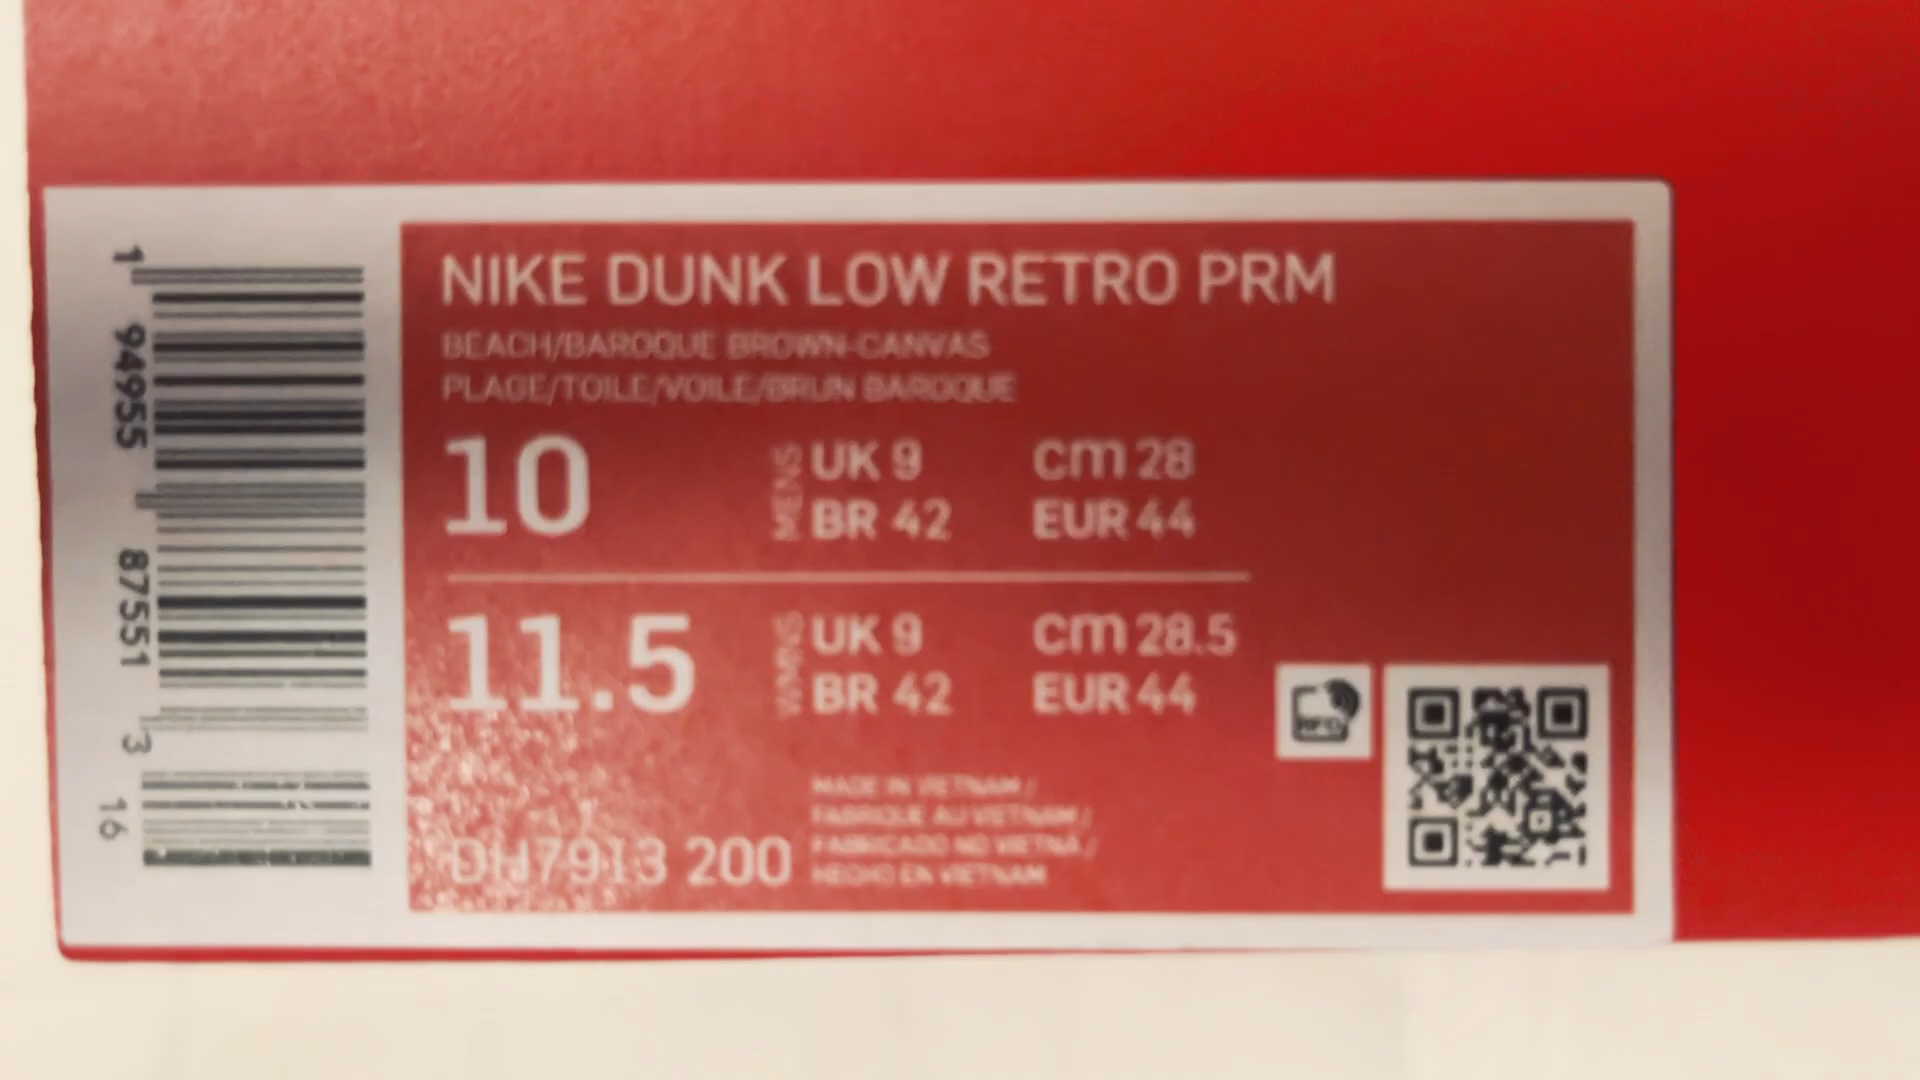 NIKE DUNK LOW RETRO PRM
BEACH/BAROQUE BROWN-CANVAS
PLAGE/TOILE/VOILE/BRUN BAROQUE
10
MENS
UK 9
cm 28
BR 42
EUR 44
11.5
WMNS
UK 9
cm 28.5
BR 42
EUR 44
MADE IN VIETNAM /
FABRIQUE AU VIETNAM /
FABRICADO NO VIETNÃ /
HECHO EN VIETNAM
DH7913 200
RFID
1 94955 87551 3
16